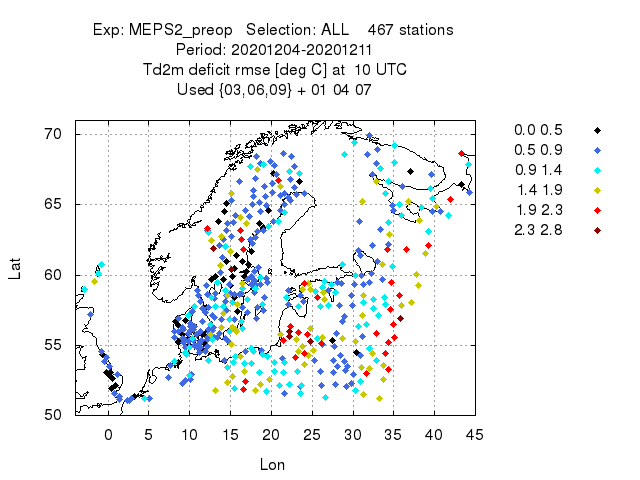 Exp: MEPS2_preop   Selection: ALL    467 stations
Period: 20201204-20201211
Td2m deficit rmse [deg C] at  10 UTC
Used {03,06,09} + 01 04 07
0.0 0.5
0.5 0.9
0.9 1.4
1.4 1.9
1.9 2.3
2.3 2.8
Lat
70
65
60
55
50
0 5 10 15 20 25 30 35 40 45
Lon